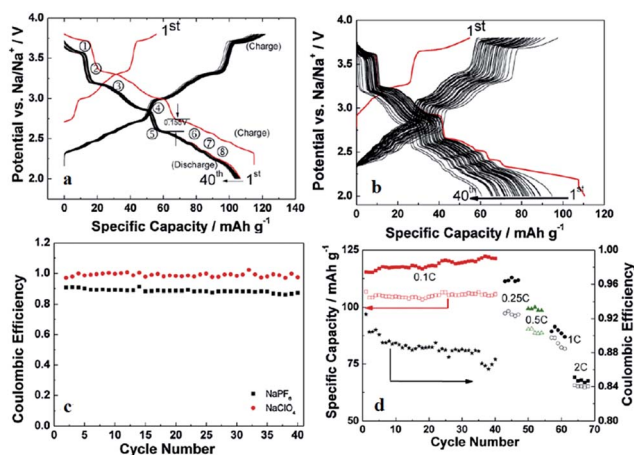 Potential vs. Na/Na⁺ / V
4.0
3.5
3.0
2.5
2.0
1st
(Charge)
①
②
③
④
⑤
⑥
⑦
⑧
(Charge)
(Discharge)
40th
1st
a
0 20 40 60 80 100 120 140
Specific Capacity / mAh g⁻¹
Potential vs. Na/Na⁺ / V
4.0
3.5
3.0
2.5
2.0
1st
40th
1st
b
0 20 40 60 80 100 120
Specific Capacity / mAh g⁻¹
Coulombic Efficiency
1.2
1.0
0.8
0.6
0.4
0.2
0.0
c
NaPF₆
NaClO₄
0 5 10 15 20 25 30 35 40
Cycle Number
Specific Capacity / mAh g⁻¹
125
100
75
50
0.1C
0.25C
0.5C
1C
2C
d
1.00
0.96
0.92
0.88
0.84
0.80
Coulombic Efficiency
0 10 20 30 40 50 60 70
Cycle Number